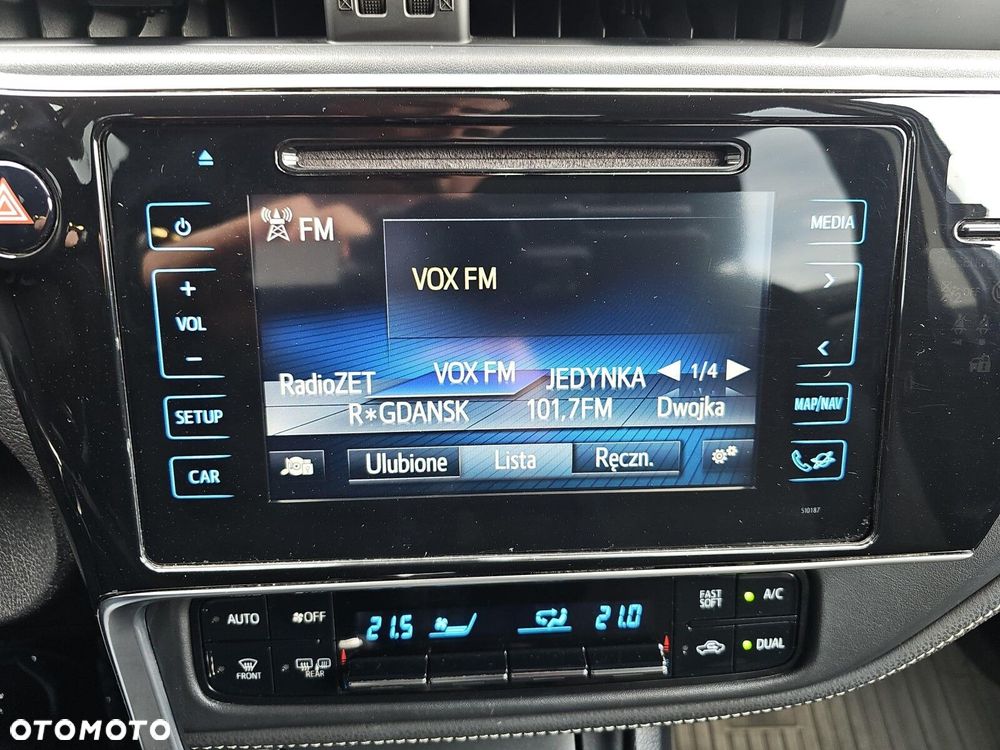 FM
MEDIA
VOX FM
+
VOL
-
RadioZET VOX FM JEDYNKA 1/4
R*GDANSK 101,7FM Dwojka
SETUP
MAP/NAV
CAR
Ulubione Lista Ręczn.
510187
AUTO OFF
21.5 21.0
FAST
SOFT
A/C
FRONT
REAR
DUAL
OTOMOTO